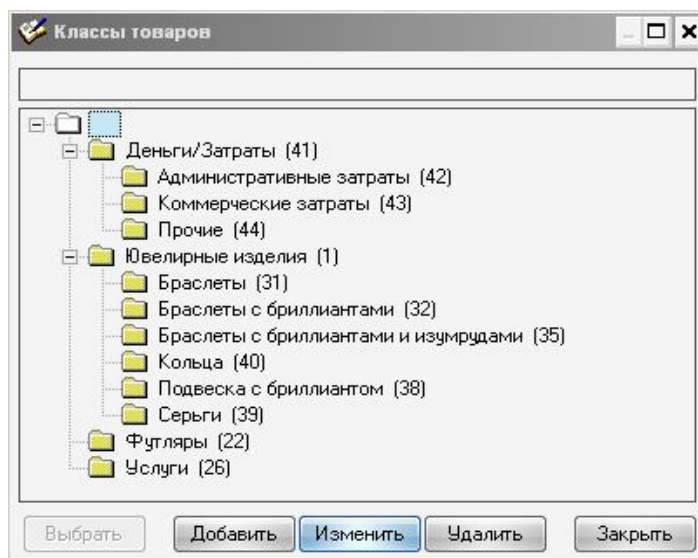 Классы товаров
Деньги/Затраты (41)
Административные затраты (42)
Коммерческие затраты (43)
Прочие (44)
Ювелирные изделия (1)
Браслеты (31)
Браслеты с бриллиантами (32)
Браслеты с бриллиантами и изумрудами (35)
Кольца (40)
Подвеска с бриллиантом (38)
Серьги (39)
Футляры (22)
Услуги (26)
Выбрать Добавить Изменить Удалить Закрыть